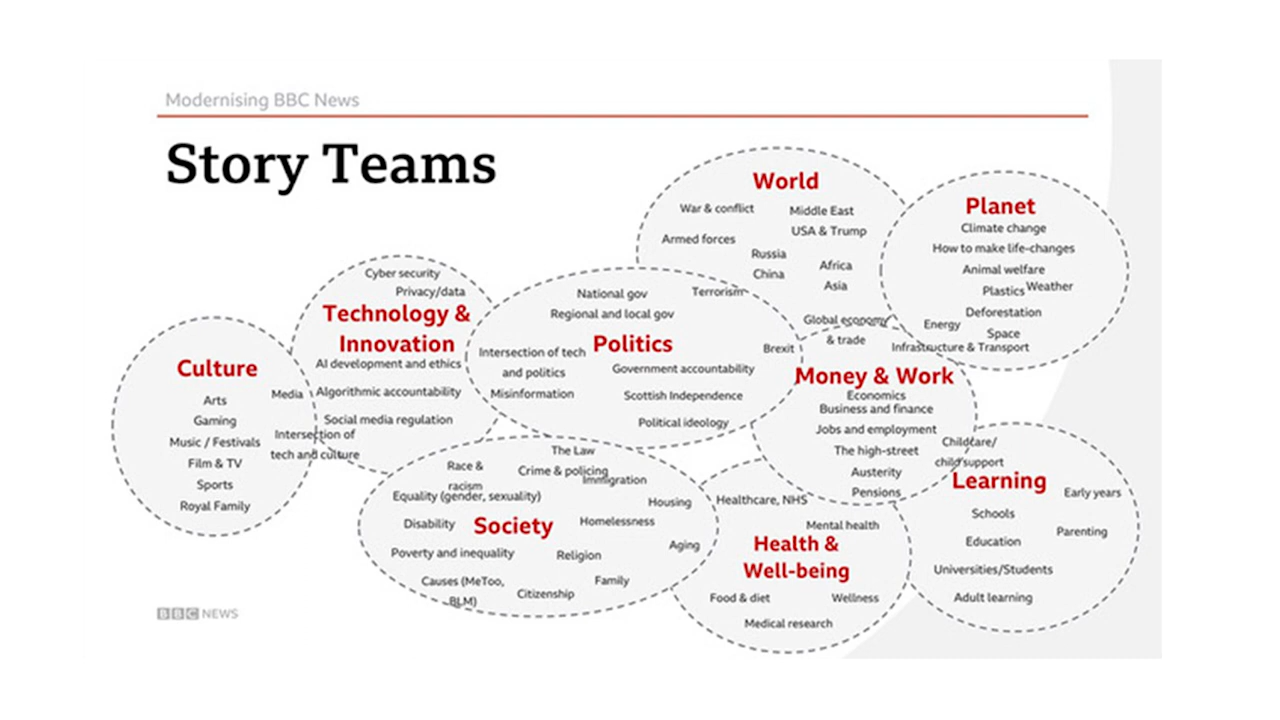 Modernising BBC News
Story Teams
World
War & conflict
Middle East
USA & Trump
Armed forces
Russia
China
Africa
Asia
Terrorism
Global economy
& trade
Planet
Climate change
How to make life-changes
Animal welfare
Plastics
Weather
Deforestation
Energy
Space
Infrastructure & Transport
Cyber security
Privacy/data
Technology &
Innovation
AI development and ethics
Algorithmic accountability
Social media regulation
Media
Intersection of
tech and culture
Culture
Arts
Gaming
Music / Festivals
Film & TV
Sports
Royal Family
National gov
Regional and local gov
Politics
Intersection of tech
and politics
Misinformation
Government accountability
Scottish Independence
Political ideology
Brexit
Money & Work
Economics
Business and finance
Jobs and employment
The high-street
Austerity
Pensions
Childcare/
child support
Learning
Early years
Schools
Parenting
Education
Universities/Students
Adult learning
The Law
Race &
racism
Crime & policing
Immigration
Equality (gender, sexuality)
Housing
Disability
Society
Homelessness
Aging
Poverty and inequality
Religion
Causes (MeToo,
BLM)
Family
Citizenship
Healthcare, NHS
Mental health
Health &
Well-being
Food & diet
Wellness
Medical research
BBC NEWS